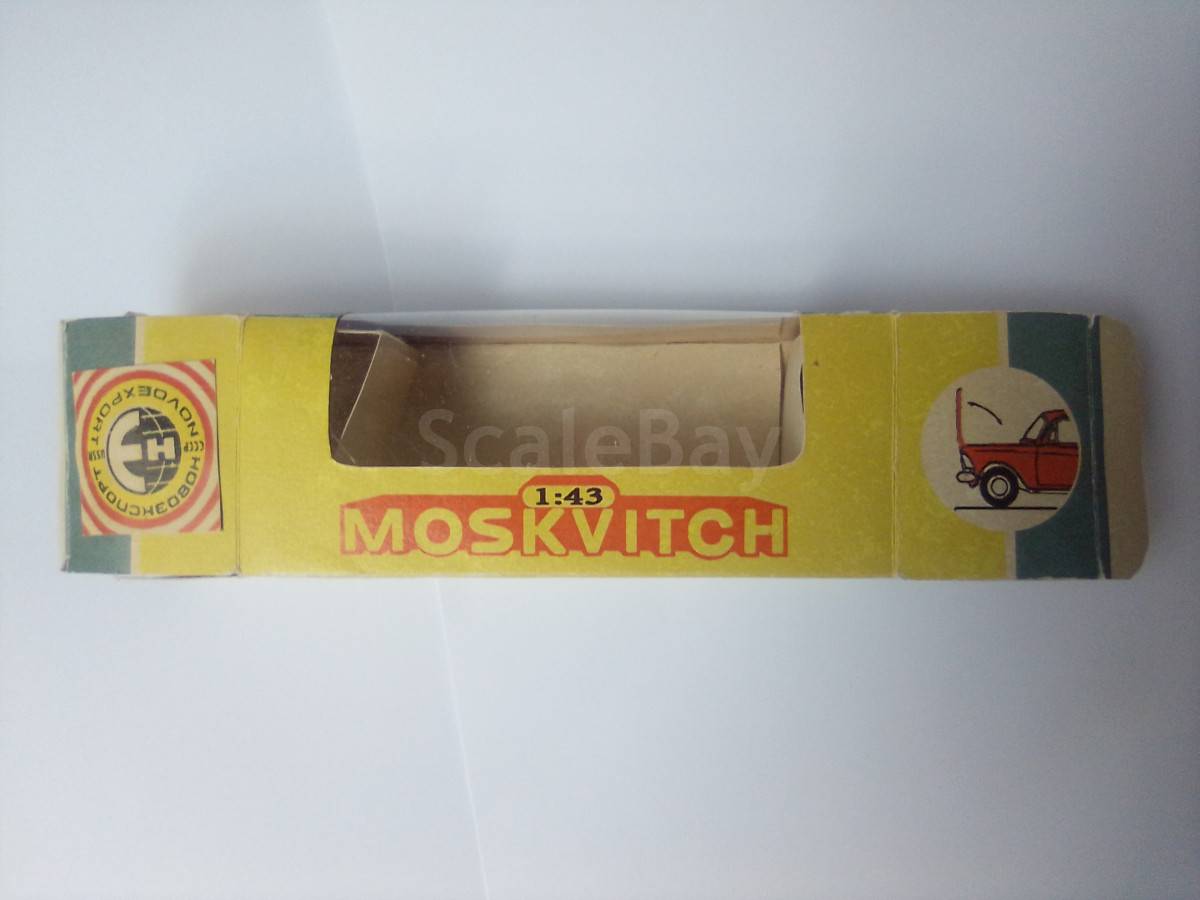 NOVOEXPORT
СССР
USSR
НОВОЭКСПОРТ
Н
ScaleBay
1:43
MOSKVITCH